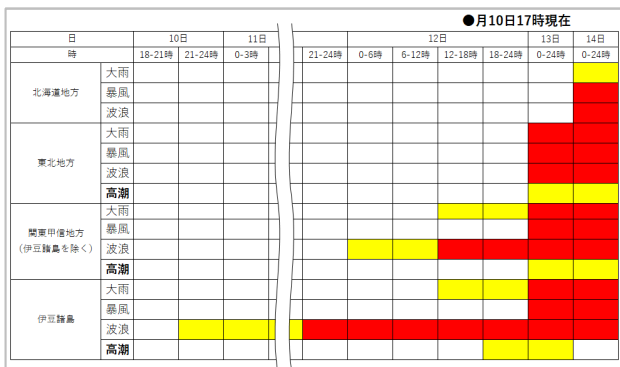 ●月10日17時現在
日 10日 11日 12日 13日 14日
時 18-21時 21-24時 0-3時 21-24時 0-6時 6-12時 12-18時 18-24時 0-24時 0-24時
北海道地方
大雨
暴風
波浪
東北地方
大雨
暴風
波浪
高潮
関東甲信地方
(伊豆諸島を除く)
大雨
暴風
波浪
高潮
伊豆諸島
大雨
暴風
波浪
高潮